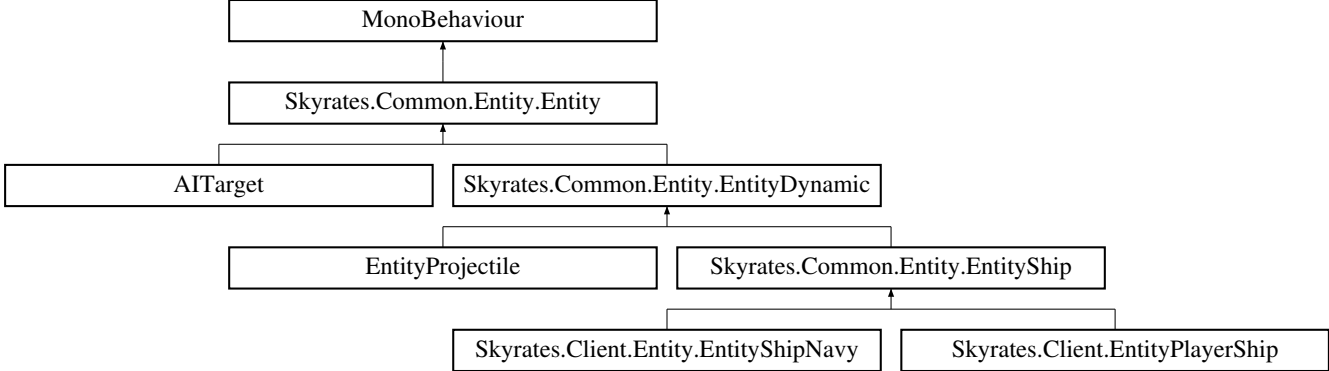 MonoBehaviour
Skyrates.Common.Entity.Entity
AITarget
Skyrates.Common.Entity.EntityDynamic
EntityProjectile
Skyrates.Common.Entity.EntityShip
Skyrates.Client.Entity.EntityShipNavy
Skyrates.Client.EntityPlayerShip